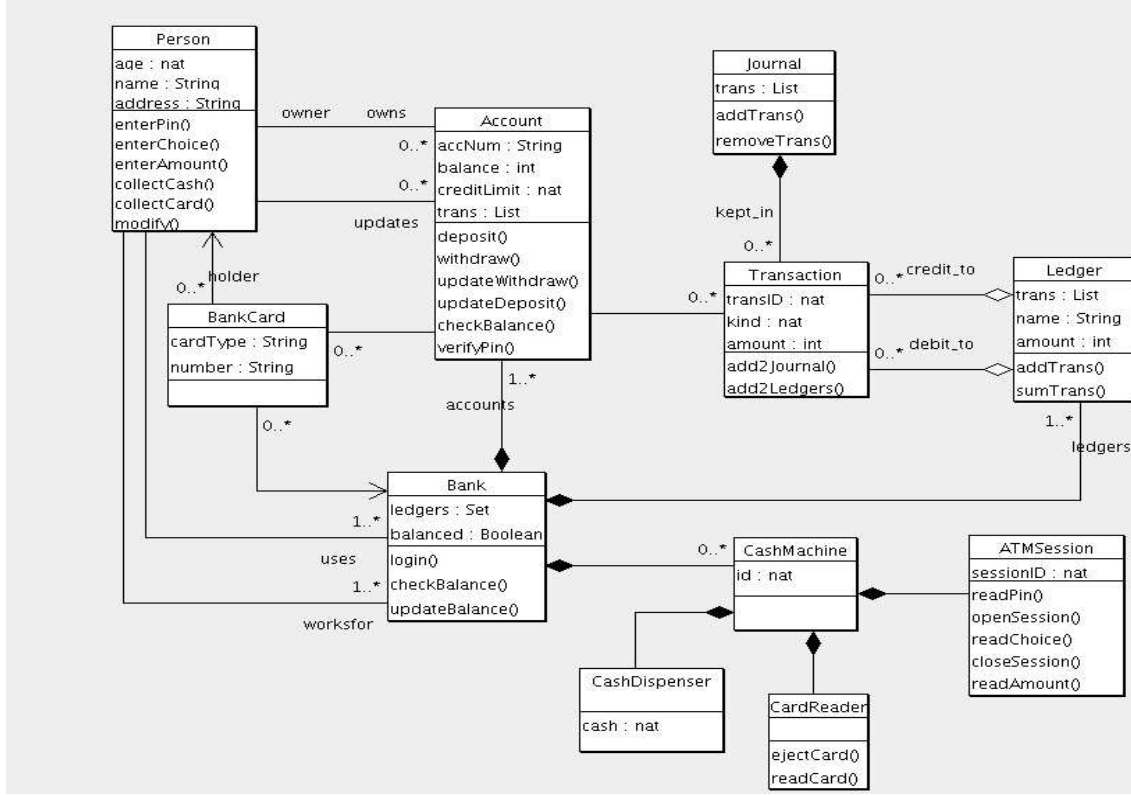 Person
age : nat
name : String
address : String
enterPin()
enterChoice()
enterAmount()
collectCash()
collectCard()
modify()
owner
owns
0..*
0..*
updates
Account
accNum : String
balance : int
creditLimit : nat
trans : List
deposit()
withdraw()
updateWithdraw()
updateDeposit()
checkBalance()
verifyPin()
Journal
trans : List
addTrans()
removeTrans()
kept_in
0..*
0..*
Transaction
transID : nat
kind : nat
amount : int
add2Journal()
add2Ledgers()
0..*
credit_to
0..*
debit_to
Ledger
trans : List
name : String
amount : int
addTrans()
sumTrans()
1..*
ledgers
holder
0..*
BankCard
cardType : String
number : String
0..*
0..*
1..*
accounts
Bank
ledgers : Set
balanced : Boolean
login()
checkBalance()
updateBalance()
1..*
uses
1..*
worksfor
0..*
CashMachine
id : nat
ATMSession
sessionID : nat
readPin()
openSession()
readChoice()
closeSession()
readAmount()
CashDispenser
cash : nat
CardReader
ejectCard()
readCard()